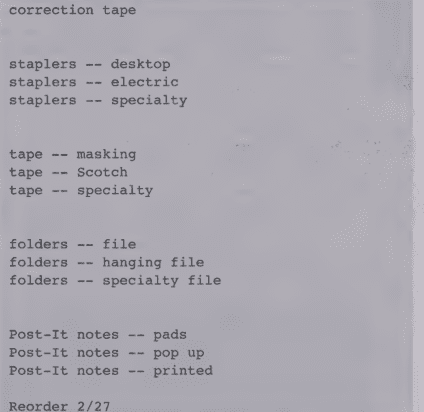 correction tape
staplers -- desktop
staplers -- electric
staplers -- specialty
tape -- masking
tape -- Scotch
tape -- specialty
folders -- file
folders -- hanging file
folders -- specialty file
Post-It notes -- pads
Post-It notes -- pop up
Post-It notes -- printed
Reorder 2/27